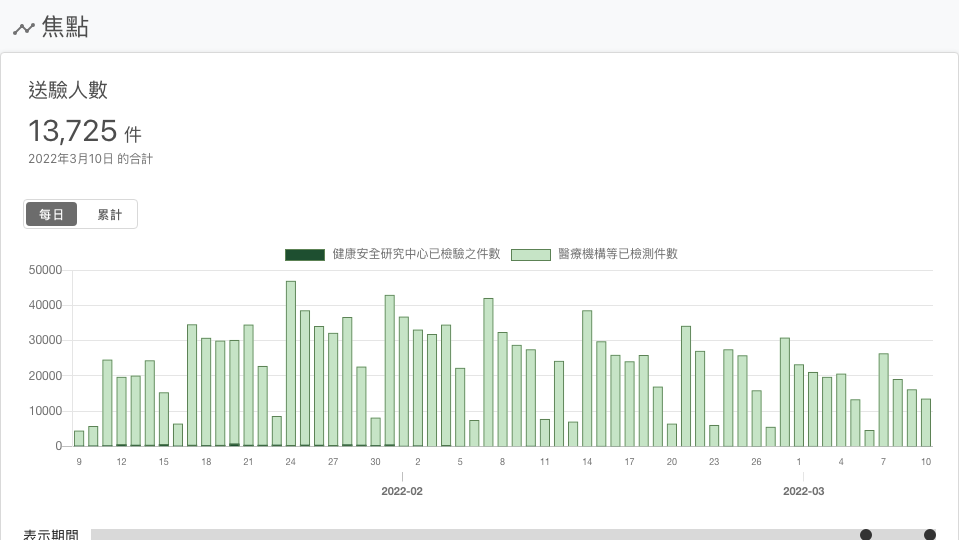 焦點
送驗人數
13,725 件
2022年3月10日 的合計
每日 累計
健康安全研究中心已檢驗之件數 醫療機構等已檢測件數
50000
40000
30000
20000
10000
0
9 12 15 18 21 24 27 30 2 5 8 11 14 17 20 23 26 1 4 7 10
2022-02 2022-03
表示期間